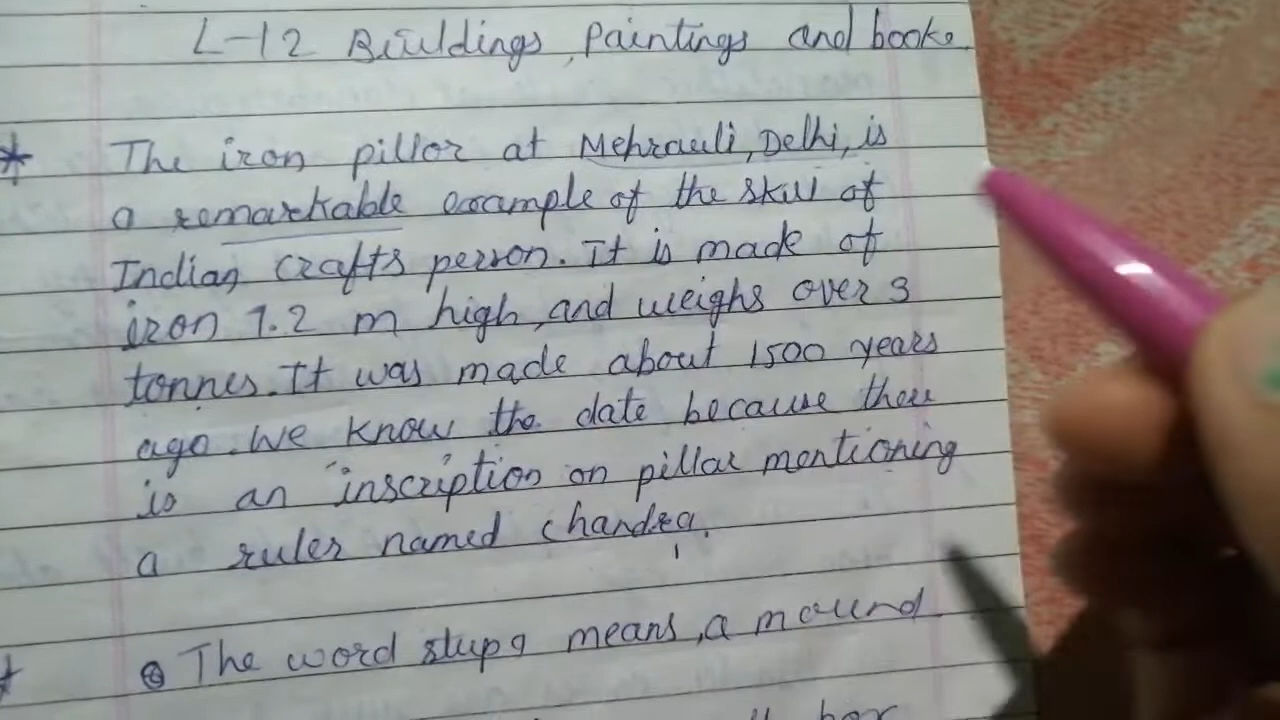 L-12 Buildings, Paintings and books.
The iron pillor at Mehrauli, Delhi, is
a remarkable example of the skill of
Indian crafts person. It is made of
iron 7.2 m high, and weighs over 3
tonnes. It was made about 1500 years
ago. We know the date because there
is an inscription on pillar mentioning
a ruler named chandra.
The word stupa means, a mound